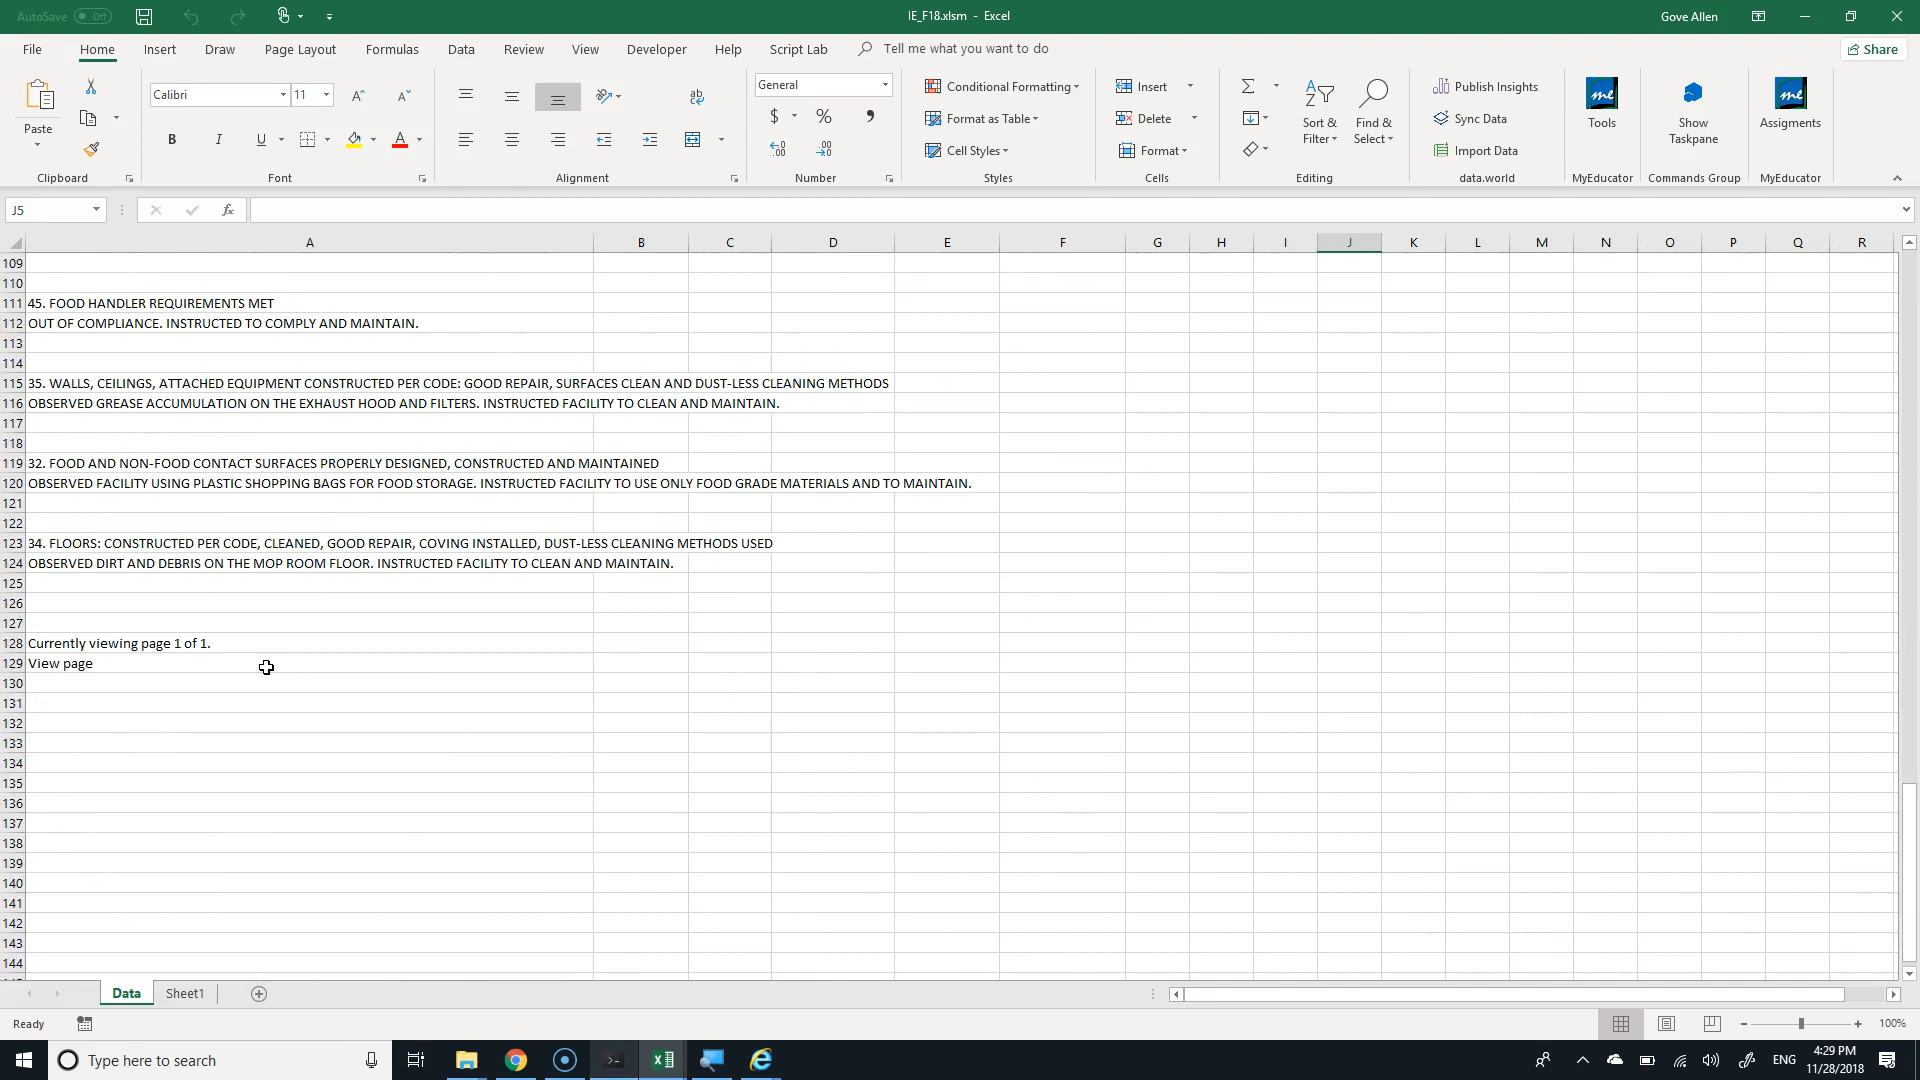 AutoSave Off
IE_F18.xlsm - Excel
Gove Allen
File Home Insert Draw Page Layout Formulas Data Review View Developer Help Script Lab Tell me what you want to do Share
Paste
Clipboard
Calibri 11
B I U A
Font
ab
Alignment
General
$ %
Number
Conditional Formatting
Format as Table
Cell Styles
Styles
Insert
Delete
Format
Cells
Sort & Filter
Find & Select
Editing
Publish Insights
Sync Data
Import Data
data.world
me
Tools
MyEducator
Show Taskpane
Commands Group
me
Assigments
MyEducator
J5 fx
A B C D E F G H I J K L M N O P Q R
109
110
111 45. FOOD HANDLER REQUIREMENTS MET
112 OUT OF COMPLIANCE. INSTRUCTED TO COMPLY AND MAINTAIN.
113
114
115 35. WALLS, CEILINGS, ATTACHED EQUIPMENT CONSTRUCTED PER CODE: GOOD REPAIR, SURFACES CLEAN AND DUST-LESS CLEANING METHODS
116 OBSERVED GREASE ACCUMULATION ON THE EXHAUST HOOD AND FILTERS. INSTRUCTED FACILITY TO CLEAN AND MAINTAIN.
117
118
119 32. FOOD AND NON-FOOD CONTACT SURFACES PROPERLY DESIGNED, CONSTRUCTED AND MAINTAINED
120 OBSERVED FACILITY USING PLASTIC SHOPPING BAGS FOR FOOD STORAGE. INSTRUCTED FACILITY TO USE ONLY FOOD GRADE MATERIALS AND TO MAINTAIN.
121
122
123 34. FLOORS: CONSTRUCTED PER CODE, CLEANED, GOOD REPAIR, COVING INSTALLED, DUST-LESS CLEANING METHODS USED
124 OBSERVED DIRT AND DEBRIS ON THE MOP ROOM FLOOR. INSTRUCTED FACILITY TO CLEAN AND MAINTAIN.
125
126
127
128 Currently viewing page 1 of 1.
129 View page
130
131
132
133
134
135
136
137
138
139
140
141
142
143
144
Data Sheet1
Ready
100%
Type here to search
ENG
4:29 PM
11/28/2018